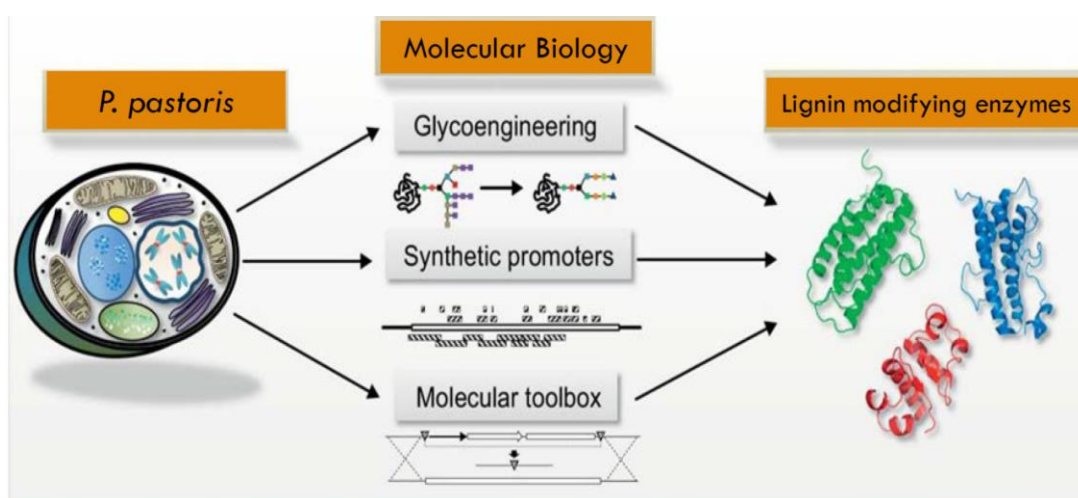 Molecular Biology
P. pastoris
Lignin modifying enzymes
Glycoengineering
Synthetic promoters
Molecular toolbox